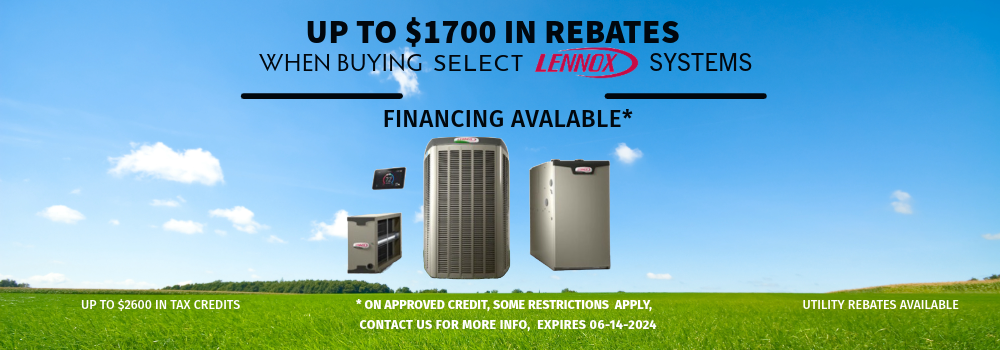 UP TO $1700 IN REBATES
WHEN BUYING SELECT LENNOX SYSTEMS
FINANCING AVALABLE*
UP TO $2600 IN TAX CREDITS
* ON APPROVED CREDIT, SOME RESTRICTIONS APPLY,
CONTACT US FOR MORE INFO, EXPIRES 06-14-2024
UTILITY REBATES AVAILABLE